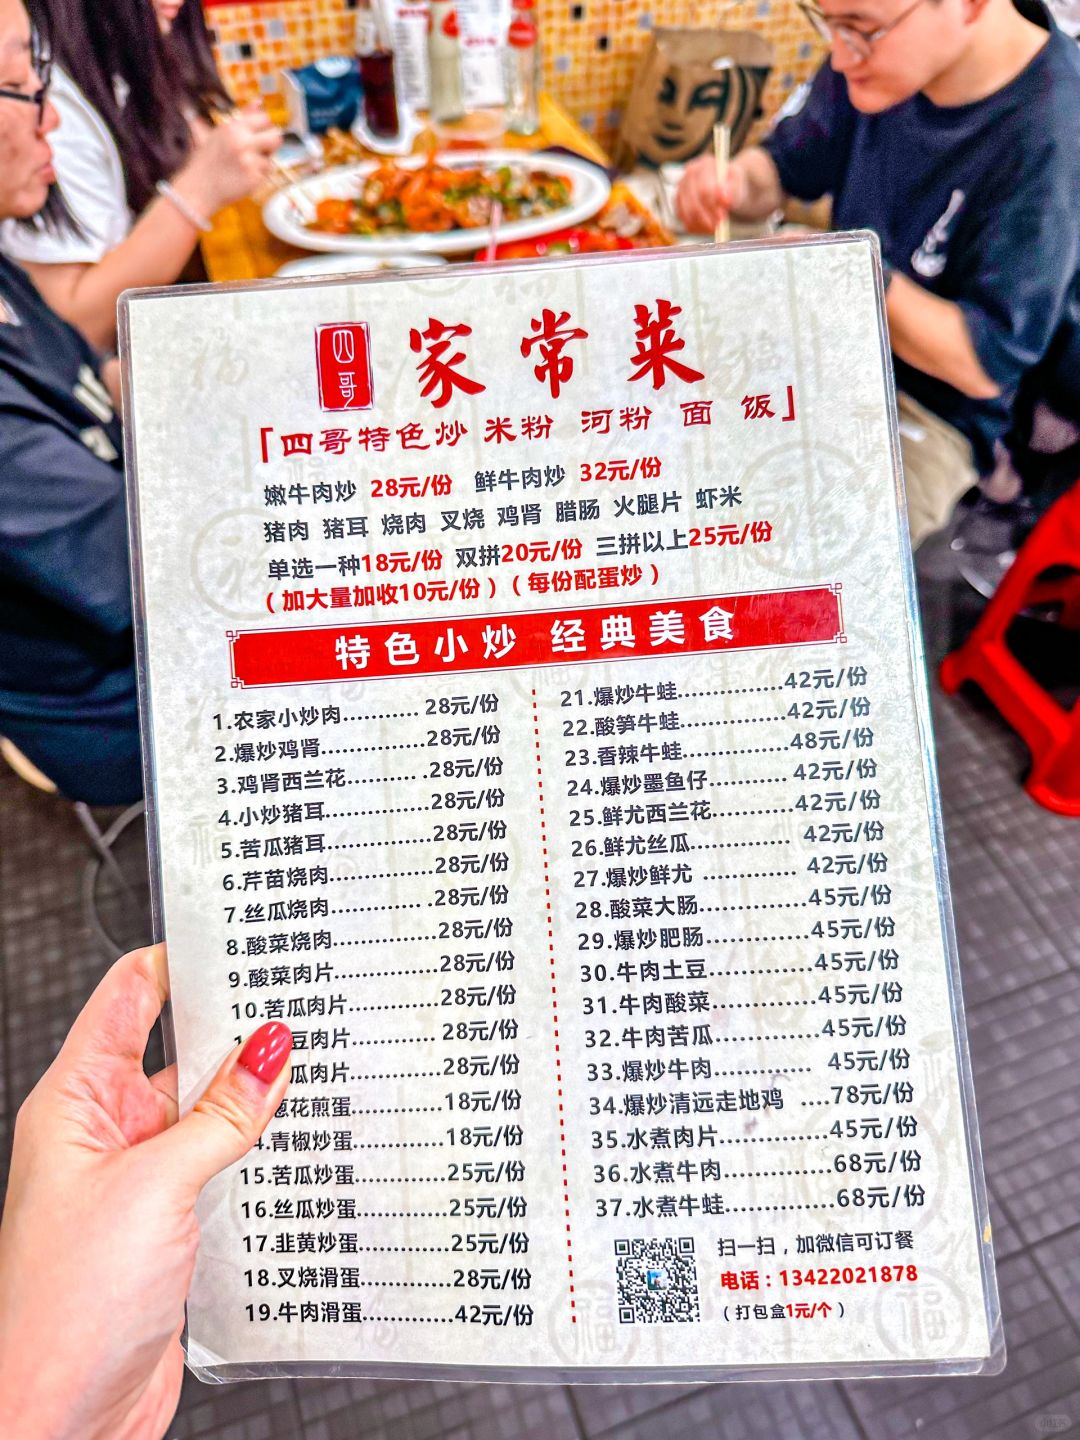 四哥
家常菜
「四哥特色炒 米粉 河粉 面 饭」
嫩牛肉炒 28元/份 鲜牛肉炒 32元/份
猪肉 猪耳 烧肉 叉烧 鸡肾 腊肠 火腿片 虾米
单选一种18元/份 双拼20元/份 三拼以上25元/份
（加大量加收10元/份）（每份配蛋炒）
特色小炒 经典美食
1.农家小炒肉........... 28元/份
2.爆炒鸡肾...............28元/份
3.鸡肾西兰花.......... .28元/份
4.小炒猪耳...............28元/份
5.苦瓜猪耳...............28元/份
6.芹苗烧肉...............28元/份
7.丝瓜烧肉............. .28元/份
8.酸菜烧肉...............28元/份
9.酸菜肉片...............28元/份
10.苦瓜肉片.............28元/份
豆肉片............ 28元/份
瓜肉片.............28元/份
葱花煎蛋.............18元/份
4.青椒炒蛋.............18元/份
15.苦瓜炒蛋.............25元/份
16.丝瓜炒蛋.............25元/份
17.韭黄炒蛋.............25元/份
18.叉烧滑蛋.............28元/份
19.牛肉滑蛋.............42元/份
21.爆炒牛蛙...............42元/份
22.酸笋牛蛙...............42元/份
23.香辣牛蛙...............48元/份
24.爆炒墨鱼仔........... 42元/份
25.鲜尤西兰花............42元/份
26.鲜尤丝瓜.............. 42元/份
27.爆炒鲜尤 ............. 42元/份
28.酸菜大肠...............45元/份
29.爆炒肥肠...............45元/份
30.牛肉土豆...............45元/份
31.牛肉酸菜...............45元/份
32.牛肉苦瓜...............45元/份
33.爆炒牛肉............. 45元/份
34.爆炒清远走地鸡 ....78元/份
35.水煮肉片...............45元/份
36.水煮牛肉...............68元/份
37.水煮牛蛙...............68元/份
扫一扫，加微信可订餐
电话：13422021878
（打包盒1元/个）
小红书